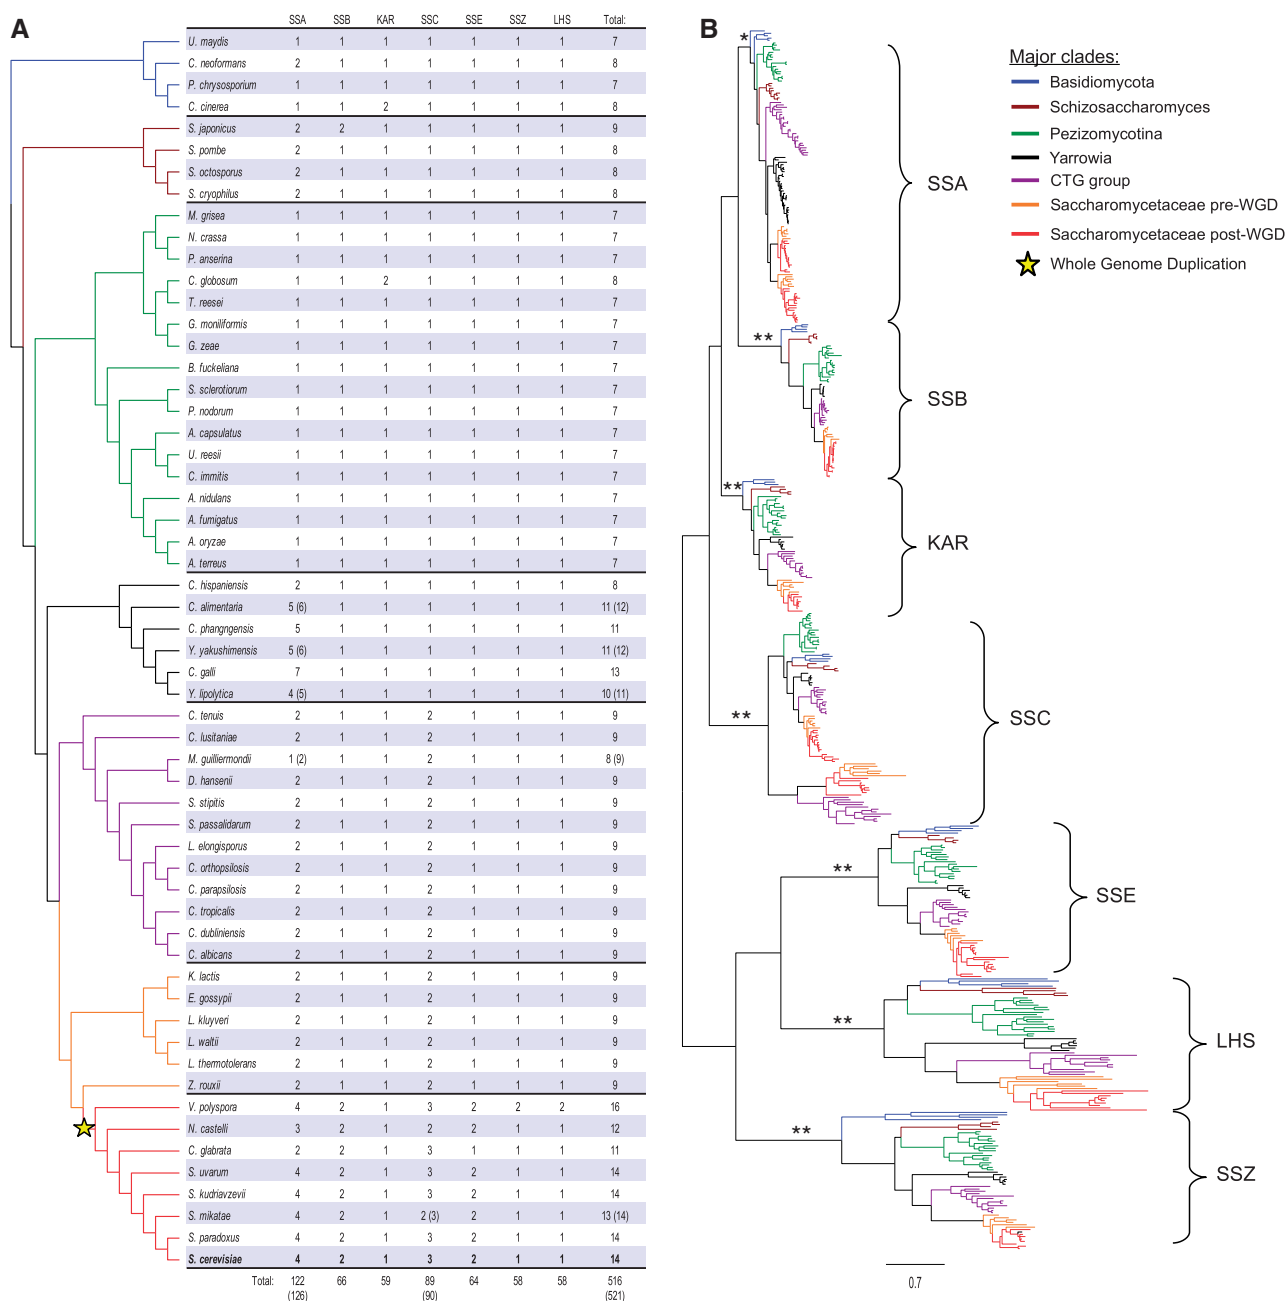 A
SSA SSB KAR SSC SSE SSZ LHS Total:
U. maydis 1 1 1 1 1 1 1 7
C. neoformans 2 1 1 1 1 1 1 8
P. chrysosporium 1 1 1 1 1 1 1 7
C. cinerea 1 1 2 1 1 1 1 8
S. japonicus 2 2 1 1 1 1 1 9
S. pombe 2 1 1 1 1 1 1 8
S. octosporus 2 1 1 1 1 1 1 8
S. cryophilus 2 1 1 1 1 1 1 8
M. grisea 1 1 1 1 1 1 1 7
N. crassa 1 1 1 1 1 1 1 7
P. anserina 1 1 1 1 1 1 1 7
C. globosum 1 1 2 1 1 1 1 8
T. reesei 1 1 1 1 1 1 1 7
G. moniliformis 1 1 1 1 1 1 1 7
G. zeae 1 1 1 1 1 1 1 7
B. fuckeliana 1 1 1 1 1 1 1 7
S. sclerotiorum 1 1 1 1 1 1 1 7
P. nodorum 1 1 1 1 1 1 1 7
A. capsulatus 1 1 1 1 1 1 1 7
U. reesii 1 1 1 1 1 1 1 7
C. immitis 1 1 1 1 1 1 1 7
A. nidulans 1 1 1 1 1 1 1 7
A. fumigatus 1 1 1 1 1 1 1 7
A. oryzae 1 1 1 1 1 1 1 7
A. terreus 1 1 1 1 1 1 1 7
C. hispaniensis 2 1 1 1 1 1 1 8
C. alimentaria 5 (6) 1 1 1 1 1 1 11 (12)
C. phangngensis 5 1 1 1 1 1 1 11
Y. yakushimensis 5 (6) 1 1 1 1 1 1 11 (12)
C. galli 7 1 1 1 1 1 1 13
Y. lipolytica 4 (5) 1 1 1 1 1 1 10 (11)
C. tenuis 2 1 1 2 1 1 1 9
C. lusitaniae 2 1 1 2 1 1 1 9
M. guilliermondii 1 (2) 1 1 2 1 1 1 8 (9)
D. hansenii 2 1 1 2 1 1 1 9
S. stipitis 2 1 1 2 1 1 1 9
S. passalidarum 2 1 1 2 1 1 1 9
L. elongisporus 2 1 1 2 1 1 1 9
C. orthopsilosis 2 1 1 2 1 1 1 9
C. parapsilosis 2 1 1 2 1 1 1 9
C. tropicalis 2 1 1 2 1 1 1 9
C. dubliniensis 2 1 1 2 1 1 1 9
C. albicans 2 1 1 2 1 1 1 9
K. lactis 2 1 1 2 1 1 1 9
E. gossypii 2 1 1 2 1 1 1 9
L. kluyveri 2 1 1 2 1 1 1 9
L. waltii 2 1 1 2 1 1 1 9
L. thermotolerans 2 1 1 2 1 1 1 9
Z. rouxii 2 1 1 2 1 1 1 9
V. polyspora 4 2 1 3 2 2 2 16
N. castelli 3 2 1 2 2 1 1 12
C. glabrata 2 2 1 3 1 1 1 11
S. uvarum 4 2 1 3 2 1 1 14
S. kudriavzevii 4 2 1 3 2 1 1 14
S. mikatae 4 2 1 2 (3) 2 1 1 13 (14)
S. paradoxus 4 2 1 3 2 1 1 14
S. cerevisiae 4 2 1 3 2 1 1 14
Total: 122 66 59 89 64 58 58 516
(126) (90) (521)
B
*
SSA
**
SSB
**
KAR
**
SSC
**
SSE
**
LHS
**
SSZ
0.7
Major clades:
Basidiomycota
Schizosaccharomyces
Pezizomycotina
Yarrowia
CTG group
Saccharomycetaceae pre-WGD
Saccharomycetaceae post-WGD
Whole Genome Duplication